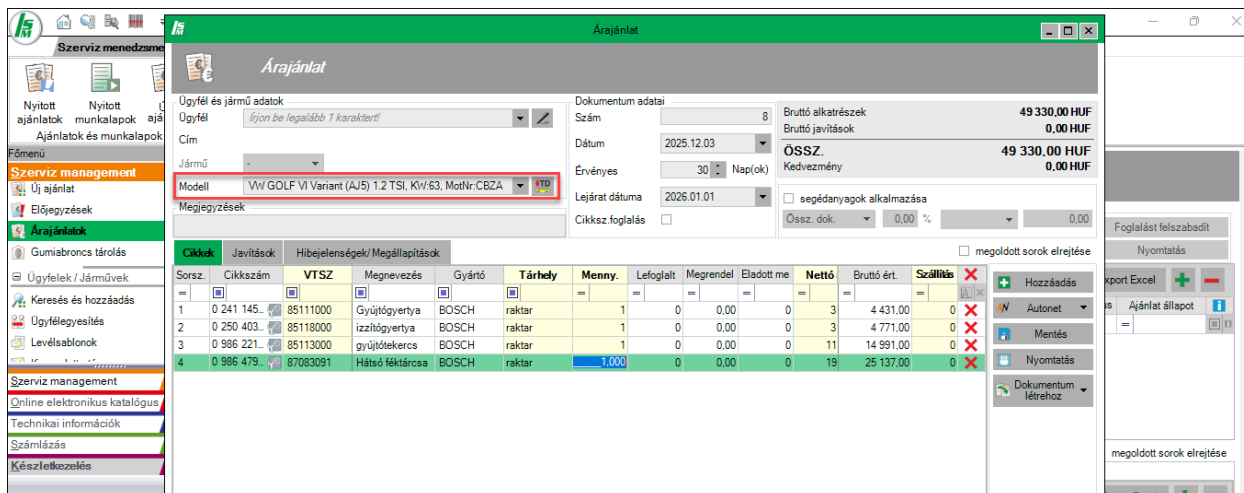 Árajánlat
Szerviz menedzsme
Nyitott ajánlatok
Nyitott munkalapok
Ajánlatok és munkalapok
Főmenü
Szerviz management
Új ajánlat
Előjegyzések
Árajánlatok
Gumiabroncs tárolás
Ügyfelek / Járművek
Keresés és hozzáadás
Ügyfélegyesítés
Levélsablonok
Szerviz management
Online elektronikus katalógus
Technikai információk
Számlázás
Készletkezelés
Árajánlat
Ügyfél és jármű adatok
Ügyfél Írjon be legalább 1 karaktert!
Cím
Jármű -
Modell VW GOLF VI Variant (AJ5) 1.2 TSI, KW:63, MotNr:CBZA TD
Megjegyzések
Dokumentum adatai
Szám 8
Dátum 2025.12.03
Érvényes 30 Nap(ok)
Lejárat dátuma 2026.01.01
Cikksz.foglalás
Bruttó alkatrészek 49 330,00 HUF
Bruttó javítások 0,00 HUF
ÖSSZ. 49 330,00 HUF
Kedvezmény 0,00 HUF
segédanyagok alkalmazása
Össz. dok. 0,00 % 0,00
Cikkek Javítások Hibejelenségek/Megállapítások
megoldott sorok elrejtése
Sorsz. Cikkszám VTSZ Megnevezés Gyártó Tárhely Menny. Lefoglalt Megrendel Eladott me Nettó Bruttó ért. Szállítás
1 0 241 145... 85111000 Gyújtógyertya BOSCH raktar 1 0 0,00 0 3 4 431,00 0
2 0 250 403... 85118000 izzítógyertya BOSCH raktar 1 0 0,00 0 3 4 771,00 0
3 0 986 221... 85113000 gyújtótekercs BOSCH raktar 1 0 0,00 0 11 14 991,00 0
4 0 986 479... 87083091 Hátsó féktárcsa BOSCH raktar 1,000 0 0,00 0 19 25 137,00 0
Hozzáadás
Autonet
Mentés
Nyomtatás
Dokumentum létrehoz
Foglalást felszabadít
Nyomtatás
xport Excel
Ajánlat állapot
megoldott sorok elrejtése